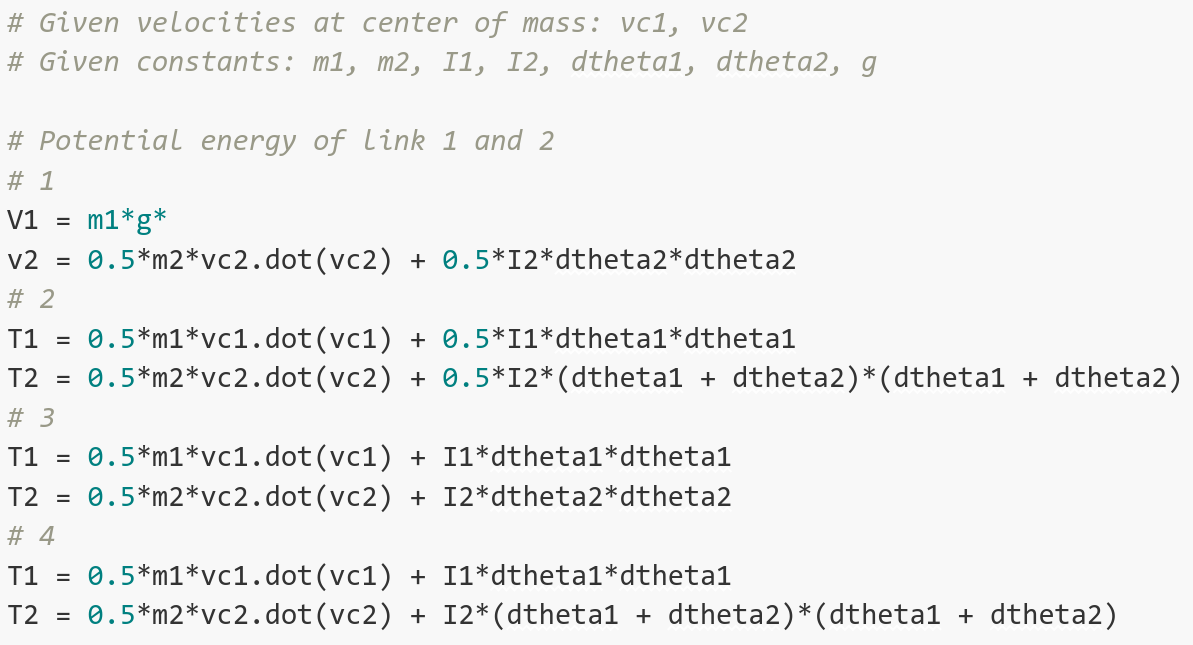 # Given velocities at center of mass: vc1, vc2
# Given constants: m1, m2, I1, I2, dtheta1, dtheta2, g
# Potential energy of link 1 and 2
# 1
V1 = m1*g*
v2 = 0.5*m2*vc2.dot(vc2) + 0.5*I2*dtheta2*dtheta2
# 2
T1 = 0.5*m1*vc1.dot(vc1) + 0.5*I1*dtheta1*dtheta1
T2 = 0.5*m2*vc2.dot(vc2) + 0.5*I2*(dtheta1 + dtheta2)*(dtheta1 + dtheta2)
# 3
T1 = 0.5*m1*vc1.dot(vc1) + I1*dtheta1*dtheta1
T2 = 0.5*m2*vc2.dot(vc2) + I2*dtheta2*dtheta2
# 4
T1 = 0.5*m1*vc1.dot(vc1) + I1*dtheta1*dtheta1
T2 = 0.5*m2*vc2.dot(vc2) + I2*(dtheta1 + dtheta2)*(dtheta1 + dtheta2)